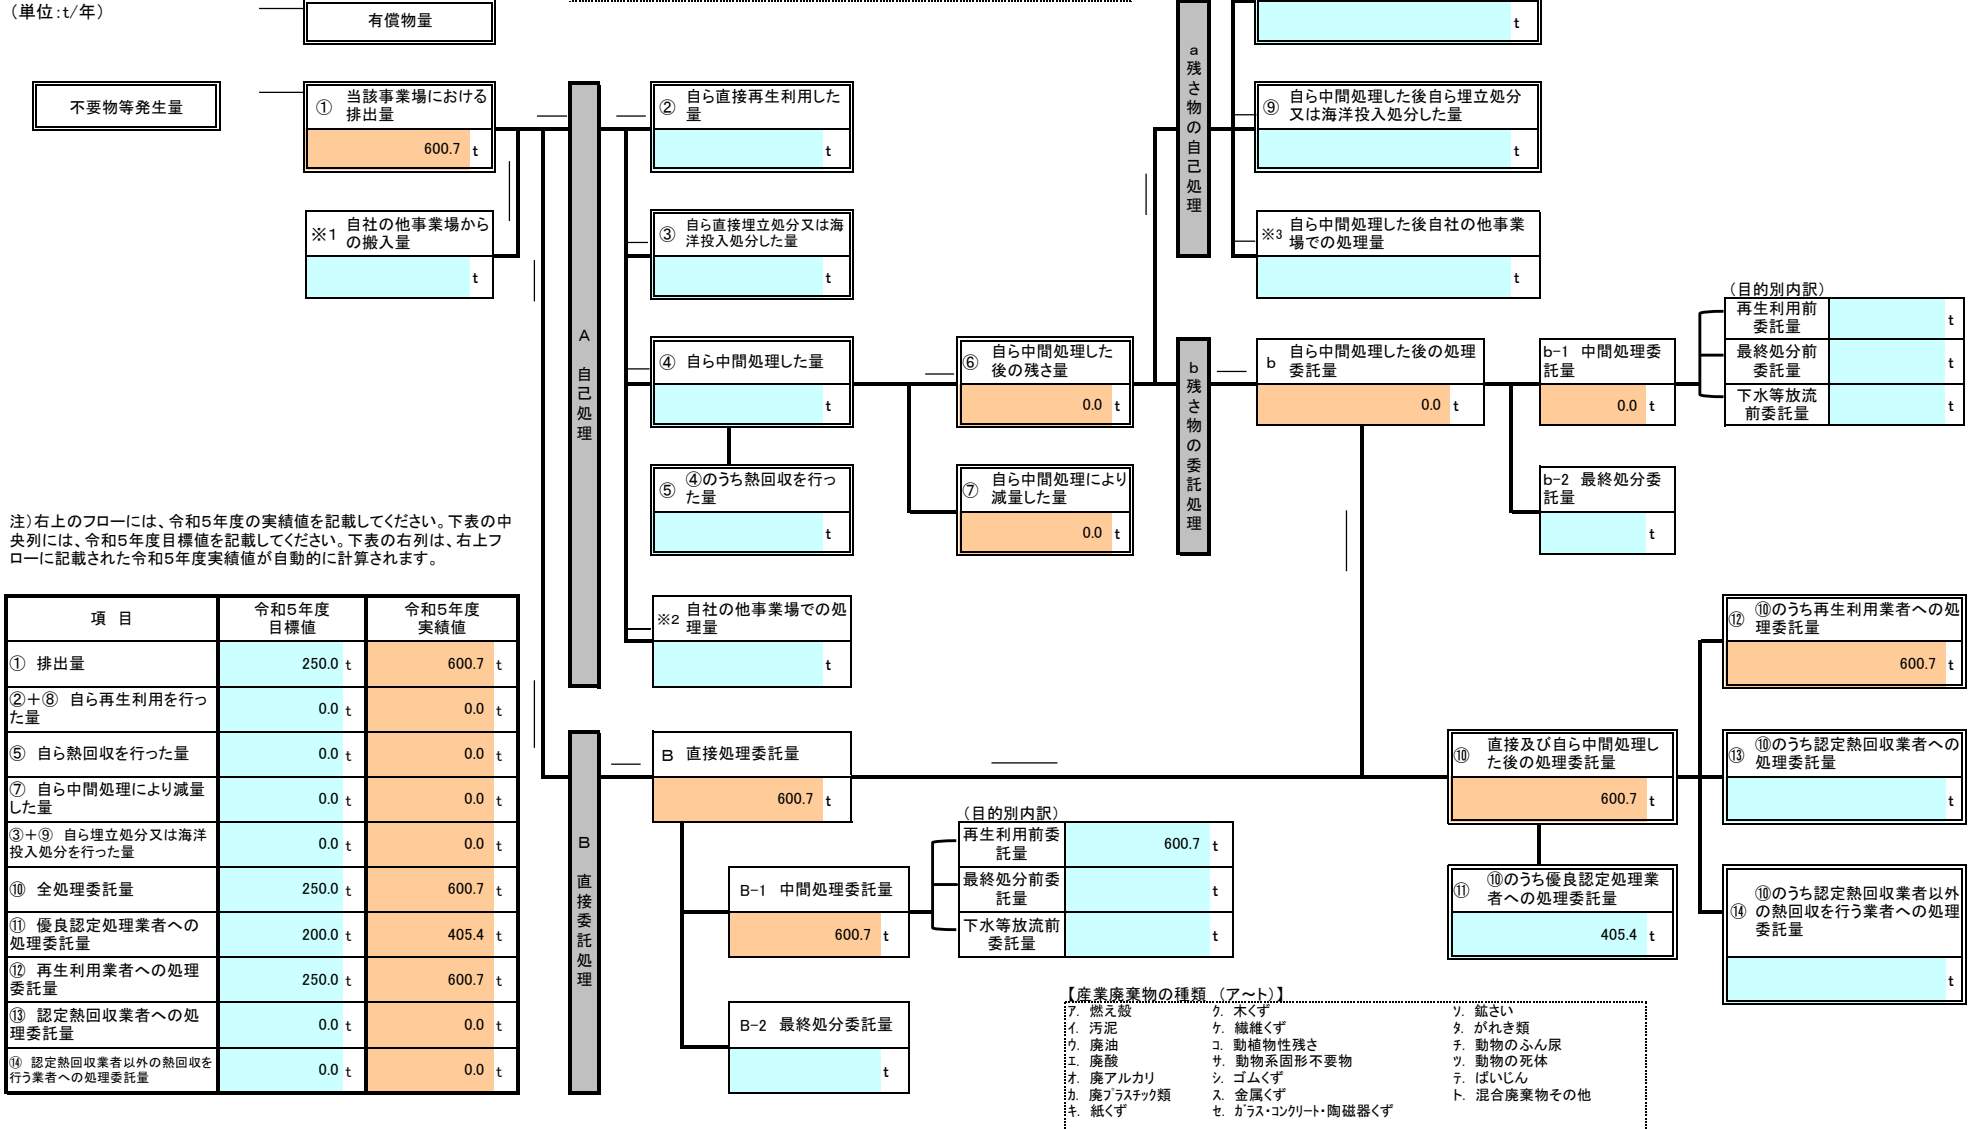 (単位:t/年)
有償物量
t
不要物等発生量
① 当該事業場における
排出量
600.7 t
※1 自社の他事業場から
の搬入量
t
A 自己処理
② 自ら直接再生利用した
量
t
③ 自ら直接埋立処分又は海
洋投入処分した量
t
④ 自ら中間処理した量
t
⑤ ④のうち熱回収を行っ
た量
t
※2 自社の他事業場での処
理量
t
⑥ 自ら中間処理した
後の残さ量
0.0 t
⑦ 自ら中間処理により
減量した量
0.0 t
a 残さ物の自己処理
⑨ 自ら中間処理した後自ら埋立処分
又は海洋投入処分した量
t
※3 自ら中間処理した後自社の他事業
場での処理量
t
b 残さ物の委託処理
b 自ら中間処理した後の処理
委託量
0.0 t
b-1 中間処理委
託量
0.0 t
(目的別内訳)
再生利用前
委託量
t
最終処分前
委託量
t
下水等放流
前委託量
t
b-2 最終処分委
託量
t
注)右上のフローには、令和5年度の実績値を記載してください。下表の中
央列には、令和5年度目標値を記載してください。下表の右列は、右上フ
ローに記載された令和5年度実績値が自動的に計算されます。
項 目
令和5年度
目標値
令和5年度
実績値
① 排出量 250.0 t 600.7 t
②+⑧ 自ら再生利用を行っ
た量 0.0 t 0.0 t
⑤ 自ら熱回収を行った量 0.0 t 0.0 t
⑦ 自ら中間処理により減量
した量 0.0 t 0.0 t
③+⑨ 自ら埋立処分又は海洋
投入処分を行った量 0.0 t 0.0 t
⑩ 全処理委託量 250.0 t 600.7 t
⑪ 優良認定処理業者への
処理委託量 200.0 t 405.4 t
⑫ 再生利用業者への処理
委託量 250.0 t 600.7 t
⑬ 認定熱回収業者への処
理委託量 0.0 t 0.0 t
⑭ 認定熱回収業者以外の熱回収を
行う業者への処理委託量 0.0 t 0.0 t
B 直接委託処理
B 直接処理委託量
600.7 t
B-1 中間処理委託量
600.7 t
(目的別内訳)
再生利用前委
託量
600.7 t
最終処分前委
託量
t
下水等放流前
委託量
t
B-2 最終処分委託量
t
⑩ 直接及び自ら中間処理し
た後の処理委託量
600.7 t
⑪ ⑩のうち優良認定処理業
者への処理委託量
405.4 t
⑫ ⑩のうち再生利用業者への処
理委託量
600.7 t
⑬ ⑩のうち認定熱回収業者への
処理委託量
t
⑭ ⑩のうち認定熱回収業者以外
の熱回収を行う業者への処理
委託量
t
【産業廃棄物の種類 (ア~ト)】
ア. 燃え殻
イ. 汚泥
ウ. 廃油
エ. 廃酸
オ. 廃アルカリ
カ. 廃プラスチック類
キ. 紙くず
ク. 木くず
ケ. 繊維くず
コ. 動植物性残さ
サ. 動物系固形不要物
シ. ゴムくず
ス. 金属くず
セ. ガラス・コンクリート・陶磁器くず
ソ. 鉱さい
タ. がれき類
チ. 動物のふん尿
ツ. 動物の死体
テ. ばいじん
ト. 混合廃棄物その他